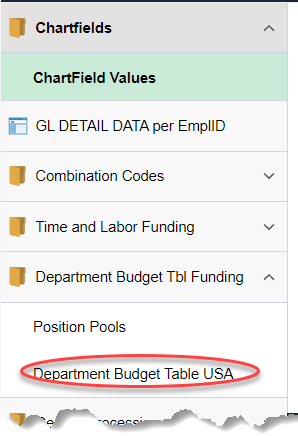 Chartfields
ChartField Values
GL DETAIL DATA per EmplID
Combination Codes
Time and Labor Funding
Department Budget Tbl Funding
Position Pools
Department Budget Table USA